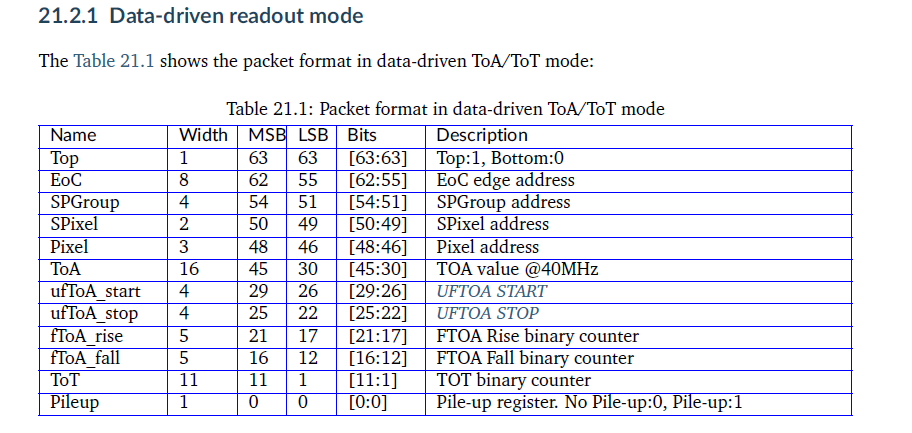 21.2.1 Data-driven readout mode
The Table 21.1 shows the packet format in data-driven ToA/ToT mode:
Table 21.1: Packet format in data-driven ToA/ToT mode
Name Width MSB LSB Bits Description
Top 1 63 63 [63:63] Top:1, Bottom:0
EoC 8 62 55 [62:55] EoC edge address
SPGroup 4 54 51 [54:51] SPGroup address
SPixel 2 50 49 [50:49] SPixel address
Pixel 3 48 46 [48:46] Pixel address
ToA 16 45 30 [45:30] TOA value @40MHz
ufToA_start 4 29 26 [29:26] UFTOA START
ufToA_stop 4 25 22 [25:22] UFTOA STOP
fToA_rise 5 21 17 [21:17] FTOA Rise binary counter
fToA_fall 5 16 12 [16:12] FTOA Fall binary counter
ToT 11 11 1 [11:1] TOT binary counter
Pileup 1 0 0 [0:0] Pile-up register. No Pile-up:0, Pile-up:1